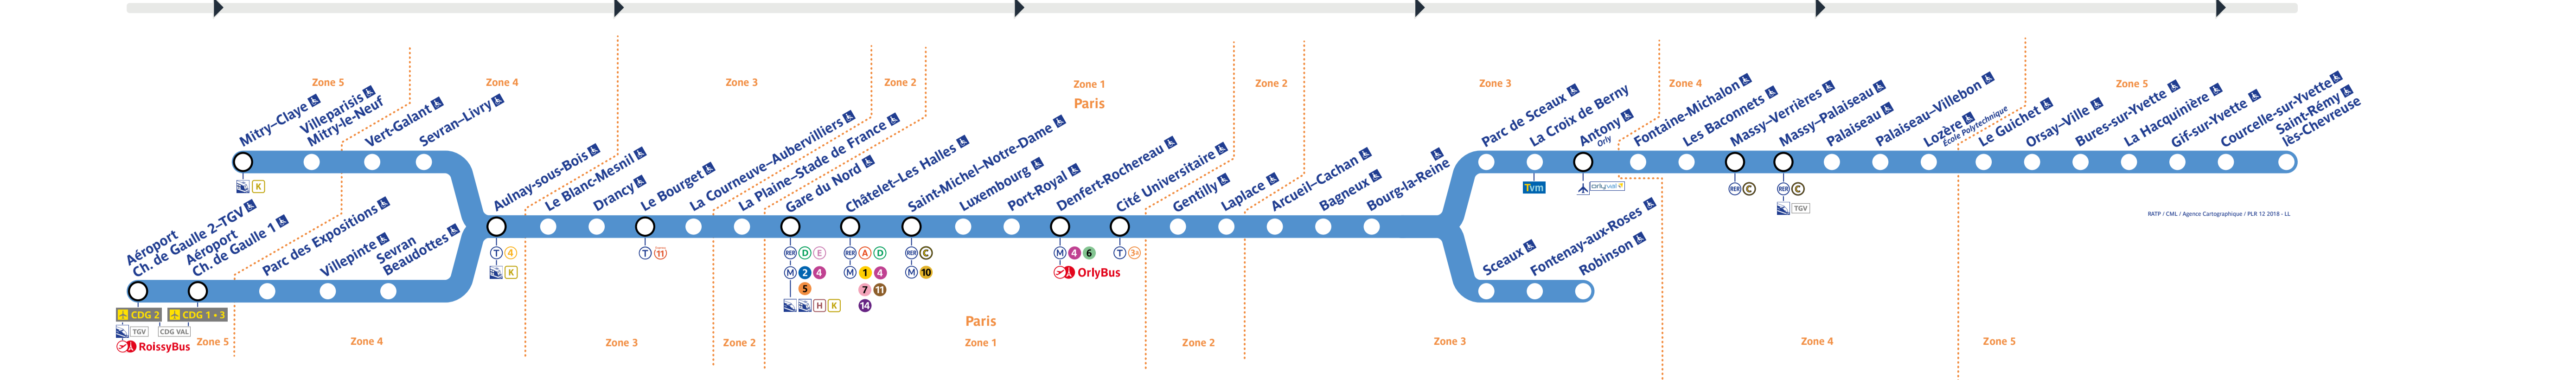 Zone 5
Zone 4
Zone 3
Zone 2
Zone 1
Paris
Zone 2
Zone 3
Zone 4
Zone 5
Mitry–Claye
Villeparisis
Mitry-le-Neuf
Vert-Galant
Sevran–Livry
K
Aéroport
Ch. de Gaulle 2–TGV
Aéroport
Ch. de Gaulle 1
Parc des Expositions
Villepinte
Sevran
Beaudottes
CDG 2
CDG 1 • 3
TGV
CDG VAL
RoissyBus
Aulnay-sous-Bois
T 4
K
Le Blanc-Mesnil
Drancy
Le Bourget
T 11
La Courneuve–Aubervilliers
La Plaine–Stade de France
Gare du Nord
RER D E
M 2 4
5
H K
Châtelet–Les Halles
RER A D
M 1 4
7 11
14
Saint-Michel–Notre-Dame
RER C
M 10
Luxembourg
Port-Royal
Denfert-Rochereau
M 4 6
OrlyBus
Cité Universitaire
T 3a
Gentilly
Laplace
Arcueil–Cachan
Bagneux
Bourg-la-Reine
Parc de Sceaux
La Croix de Berny
Tvm
Antony
Orly
orlyval
Fontaine–Michalon
Les Baconnets
Massy–Verrières
RER C
Massy–Palaiseau
RER C
TGV
Palaiseau
Palaiseau–Villebon
Lozère
École Polytechnique
Le Guichet
Orsay–Ville
Bures-sur-Yvette
La Hacquinière
Gif-sur-Yvette
Courcelle-sur-Yvette
Saint-Rémy
lès-Chevreuse
Sceaux
Fontenay-aux-Roses
Robinson
RATP / CML / Agence Cartographique / PLR 12 2018 - LL
Zone 5
Zone 4
Zone 3
Zone 2
Paris
Zone 1
Zone 2
Zone 3
Zone 4
Zone 5